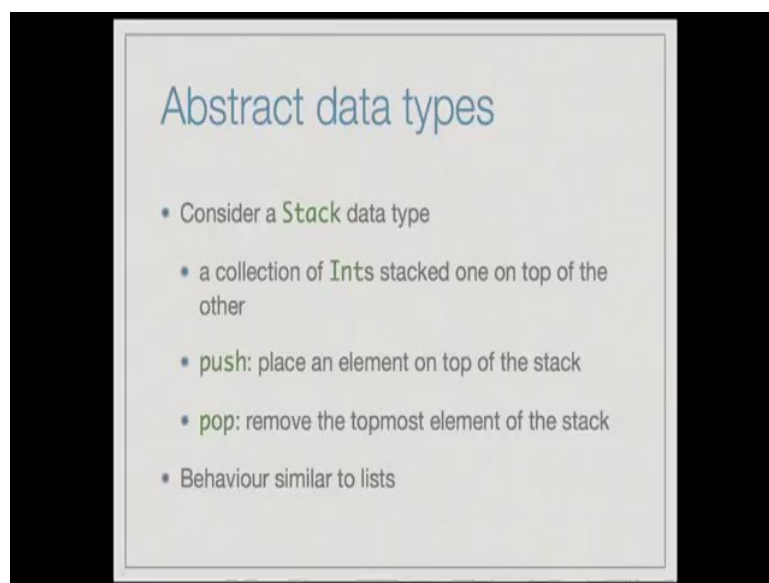 Abstract data types
• Consider a Stack data type
• a collection of Ints stacked one on top of the
other
• push: place an element on top of the stack
• pop: remove the topmost element of the stack
• Behaviour similar to lists